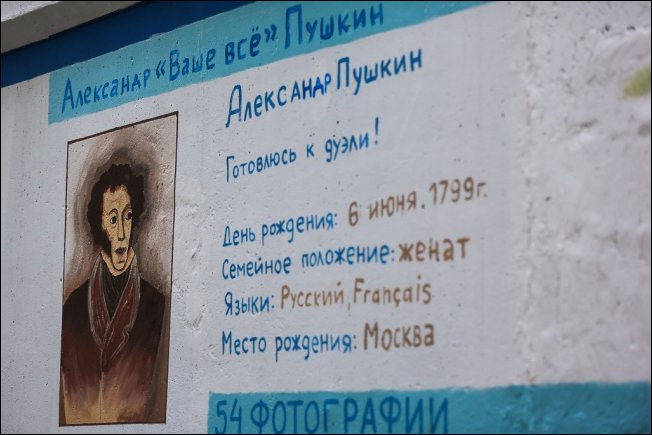 Александр "Ваше всё" Пушкин
Александр Пушкин
Готовлюсь к дуэли!
День рождения: 6 июня. 1799г.
Семейное положение: женат
Языки: Русский, Français
Место рождения: Москва
54 ФОТОГРАФИИ